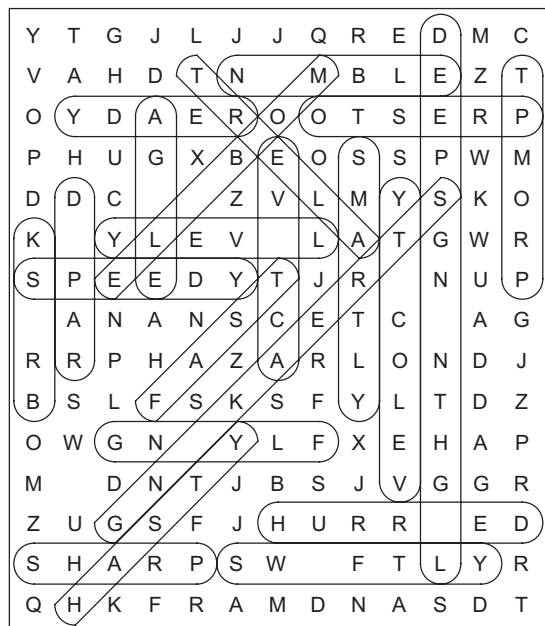 Y T G J L J J Q R E D M C
V A H D T N M B L E Z T
O Y D A E R O O T S E R P
P H U G X B E O S S P W M
D D C Z V L M Y S K O
K Y L E V L A T G W R
S P E E D Y T J R N U P
A N A N S C E T C A G
R R P H A Z A R L O N D J
B S L F S K S F Y L T D Z
O W G N Y L F X E H A P
M D N T J B S J V G G R
Z U G S F J H U R R E D
S H A R P S W F T L Y R
Q H K F R A M D N A S D T